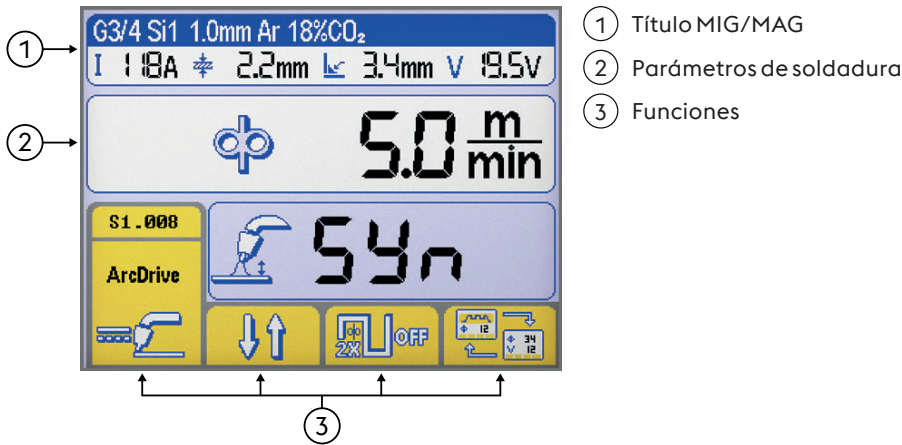 G3/4 Si1 1.0mm Ar 18%CO₂
I 118A 2.2mm 3.4mm V 19.5V
5.0 m/min
S1.008
Syn
ArcDrive
2X OFF
12
34
V 12
1
2
3
1 Título MIG/MAG
2 Parámetros de soldadura
3 Funciones